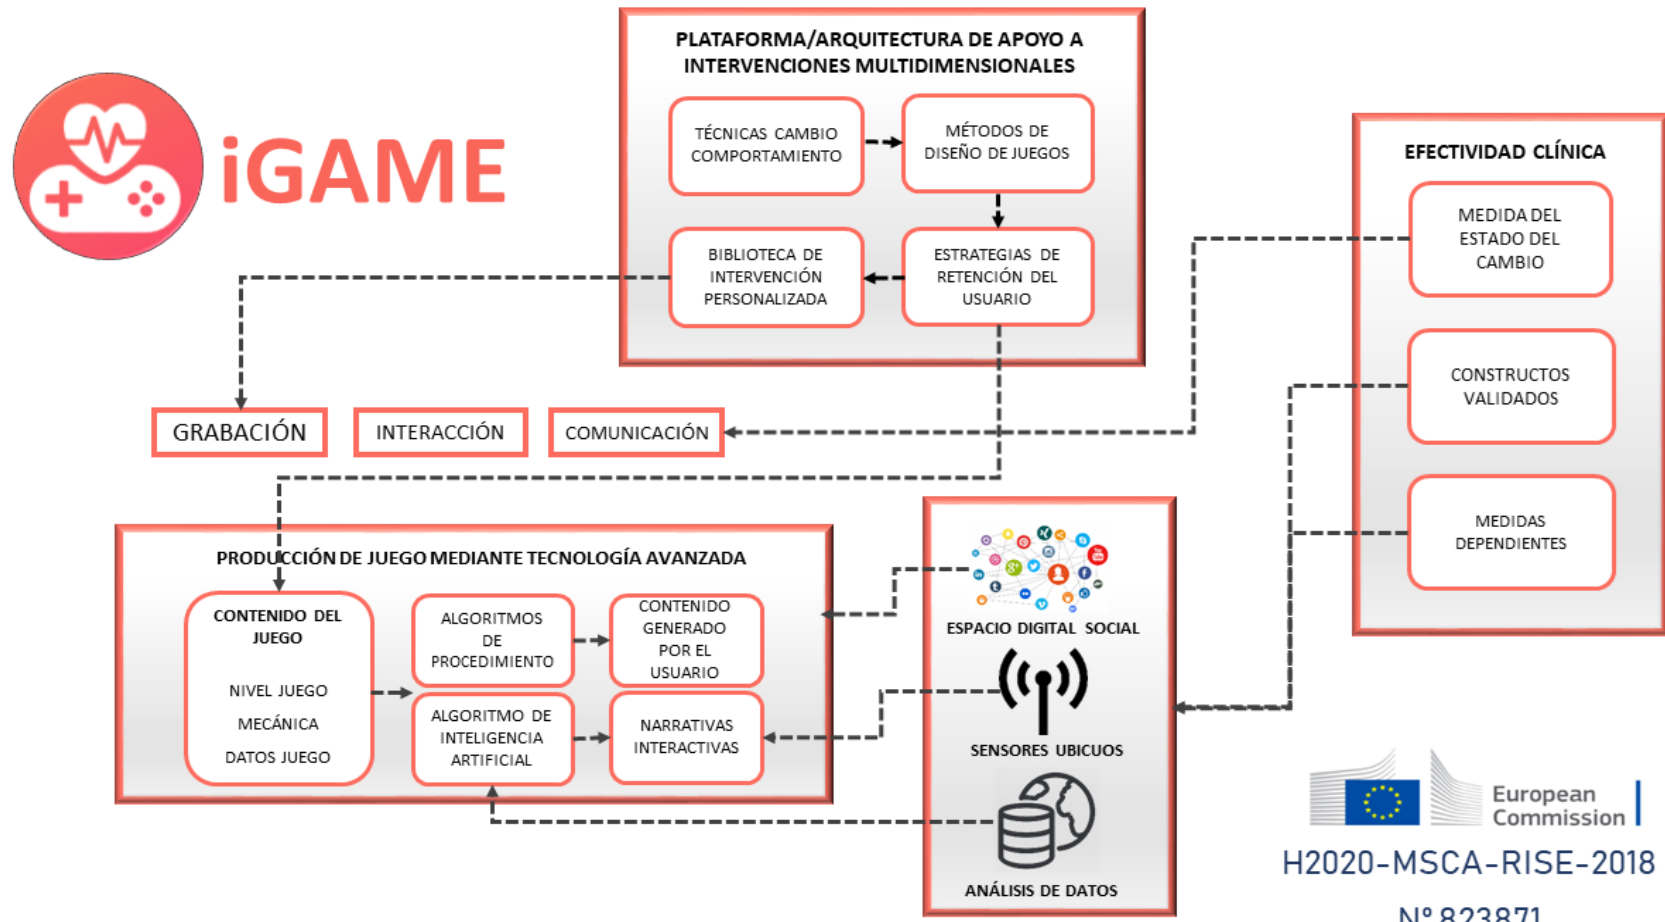 iGAME
PLATAFORMA/ARQUITECTURA DE APOYO A
INTERVENCIONES MULTIDIMENSIONALES
TÉCNICAS CAMBIO
COMPORTAMIENTO
MÉTODOS DE
DISEÑO DE JUEGOS
BIBLIOTECA DE
INTERVENCIÓN
PERSONALIZADA
ESTRATEGIAS DE
RETENCIÓN DEL
USUARIO
EFECTIVIDAD CLÍNICA
MEDIDA DEL
ESTADO DEL
CAMBIO
CONSTRUCTOS
VALIDADOS
MEDIDAS
DEPENDIENTES
GRABACIÓN
INTERACCIÓN
COMUNICACIÓN
PRODUCCIÓN DE JUEGO MEDIANTE TECNOLOGÍA AVANZADA
CONTENIDO DEL
JUEGO
NIVEL JUEGO
MECÁNICA
DATOS JUEGO
ALGORITMOS
DE
PROCEDIMIENTO
CONTENIDO
GENERADO
POR EL
USUARIO
ALGORITMO DE
INTELIGENCIA
ARTIFICIAL
NARRATIVAS
INTERACTIVAS
ESPACIO DIGITAL SOCIAL
SENSORES UBICUOS
ANÁLISIS DE DATOS
European
Commission
H2020-MSCA-RISE-2018
Nº 823871